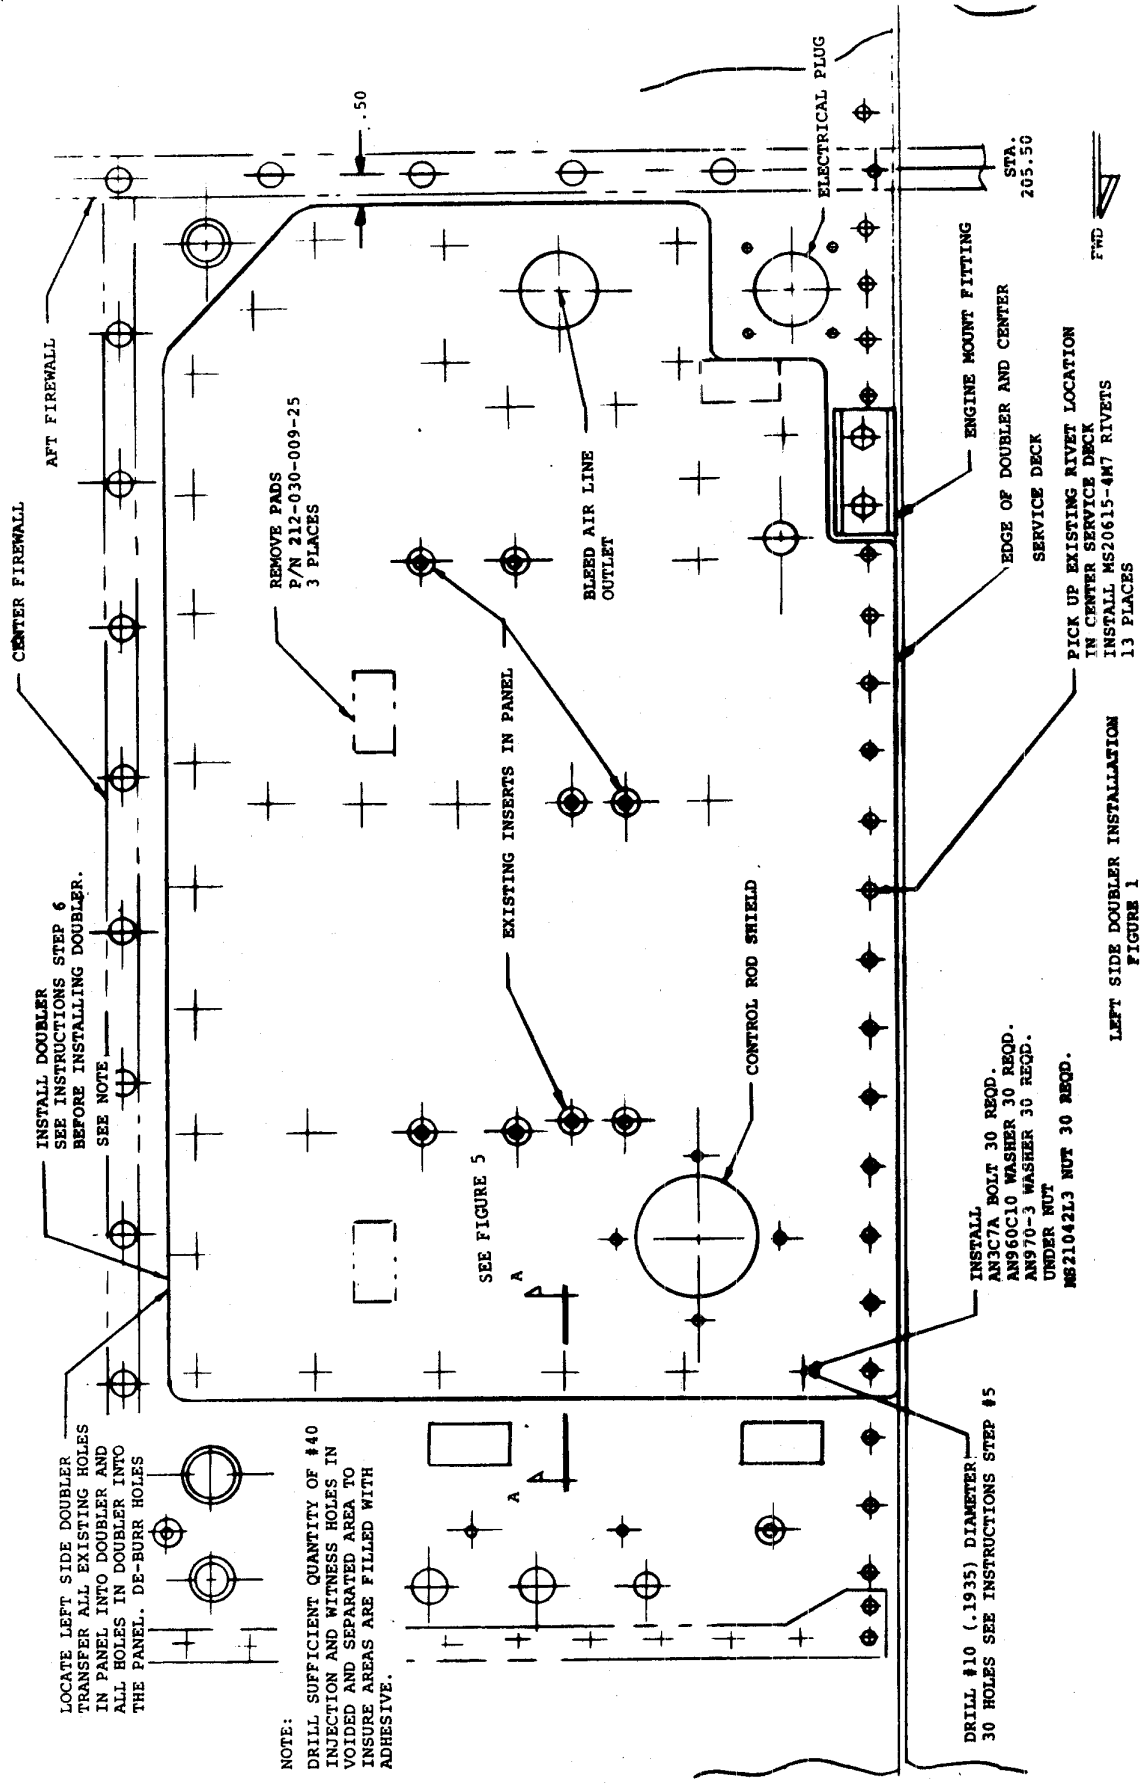 CENTER FIREWALL
AFT FIREWALL
INSTALL DOUBLER
SEE INSTRUCTIONS STEP 6
BEFORE INSTALLING DOUBLER.
SEE NOTE
LOCATE LEFT SIDE DOUBLER
TRANSFER ALL EXISTING HOLES
IN PANEL INTO DOUBLER AND
ALL HOLES IN DOUBLER INTO
THE PANEL. DE-BURR HOLES
NOTE:
DRILL SUFFICIENT QUANTITY OF #40
INJECTION AND WITNESS HOLES IN
VOIDED AND SEPARATED AREA TO
INSURE AREAS ARE FILLED WITH
ADHESIVE.
REMOVE PADS
P/N 212-030-009-25
3 PLACES
.50
EXISTING INSERTS IN PANEL
SEE FIGURE 5
A
A
BLEED AIR LINE
OUTLET
CONTROL ROD SHIELD
ELECTRICAL PLUG
STA.
205.50
FWD
ENGINE MOUNT FITTING
EDGE OF DOUBLER AND CENTER
SERVICE DECK
PICK UP EXISTING RIVET LOCATION
IN CENTER SERVICE DECK
INSTALL MS20615-4M7 RIVETS
13 PLACES
INSTALL
AN3C7A BOLT 30 REQD.
AN960C10 WASHER 30 REQD.
AN970-3 WASHER 30 REQD.
UNDER NUT
MS21042L3 NUT 30 REQD.
DRILL #10 (.1935) DIAMETER
30 HOLES SEE INSTRUCTIONS STEP #5
LEFT SIDE DOUBLER INSTALLATION
FIGURE 1